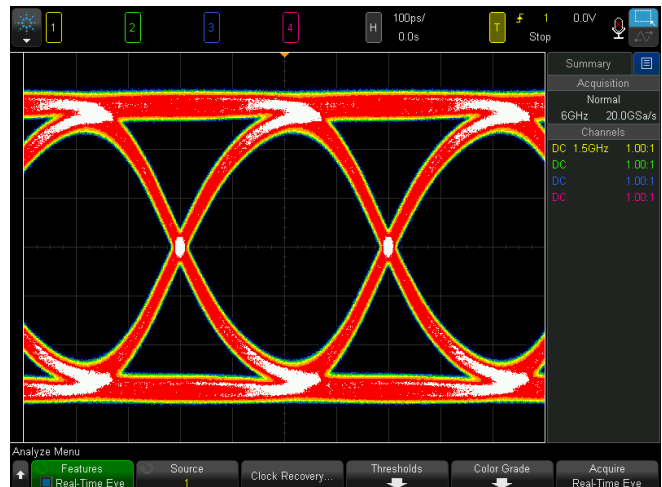 1 2 3 4 H 100ps/ 0.0s T 1 0.0V Stop
Summary
Acquisition
Normal
6GHz 20.0GSa/s
Channels
DC 1.5GHz 1.00:1
DC 1.00:1
DC 1.00:1
DC 1.00:1
Analyze Menu
Features Source Clock Recovery... Thresholds Color Grade Acquire
Real-Time Eye 1 Real-Time Eye